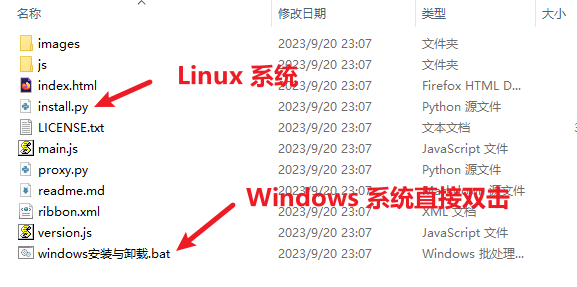 名称 修改日期 类型 大小
images 2023/9/20 23:07 文件夹
js 2023/9/20 23:07 文件夹
Linux 系统
index.html 2023/9/20 23:07 Firefox HTML D...
install.py 2023/9/20 23:07 Python 源文件
LICENSE.txt 2023/9/20 23:07 文本文档
main.js 2023/9/20 23:07 JavaScript 文件
proxy.py 2023/9/20 23:07 Python 源文件
readme.md 2023/9/20 23:07 源文件
Windows 系统直接双击
ribbon.xml 2023/9/20 23:07 XML 文档
version.js 2023/9/20 23:07 JavaScript 文件
windows安装与卸载.bat 2023/9/20 23:07 Windows 批处理...